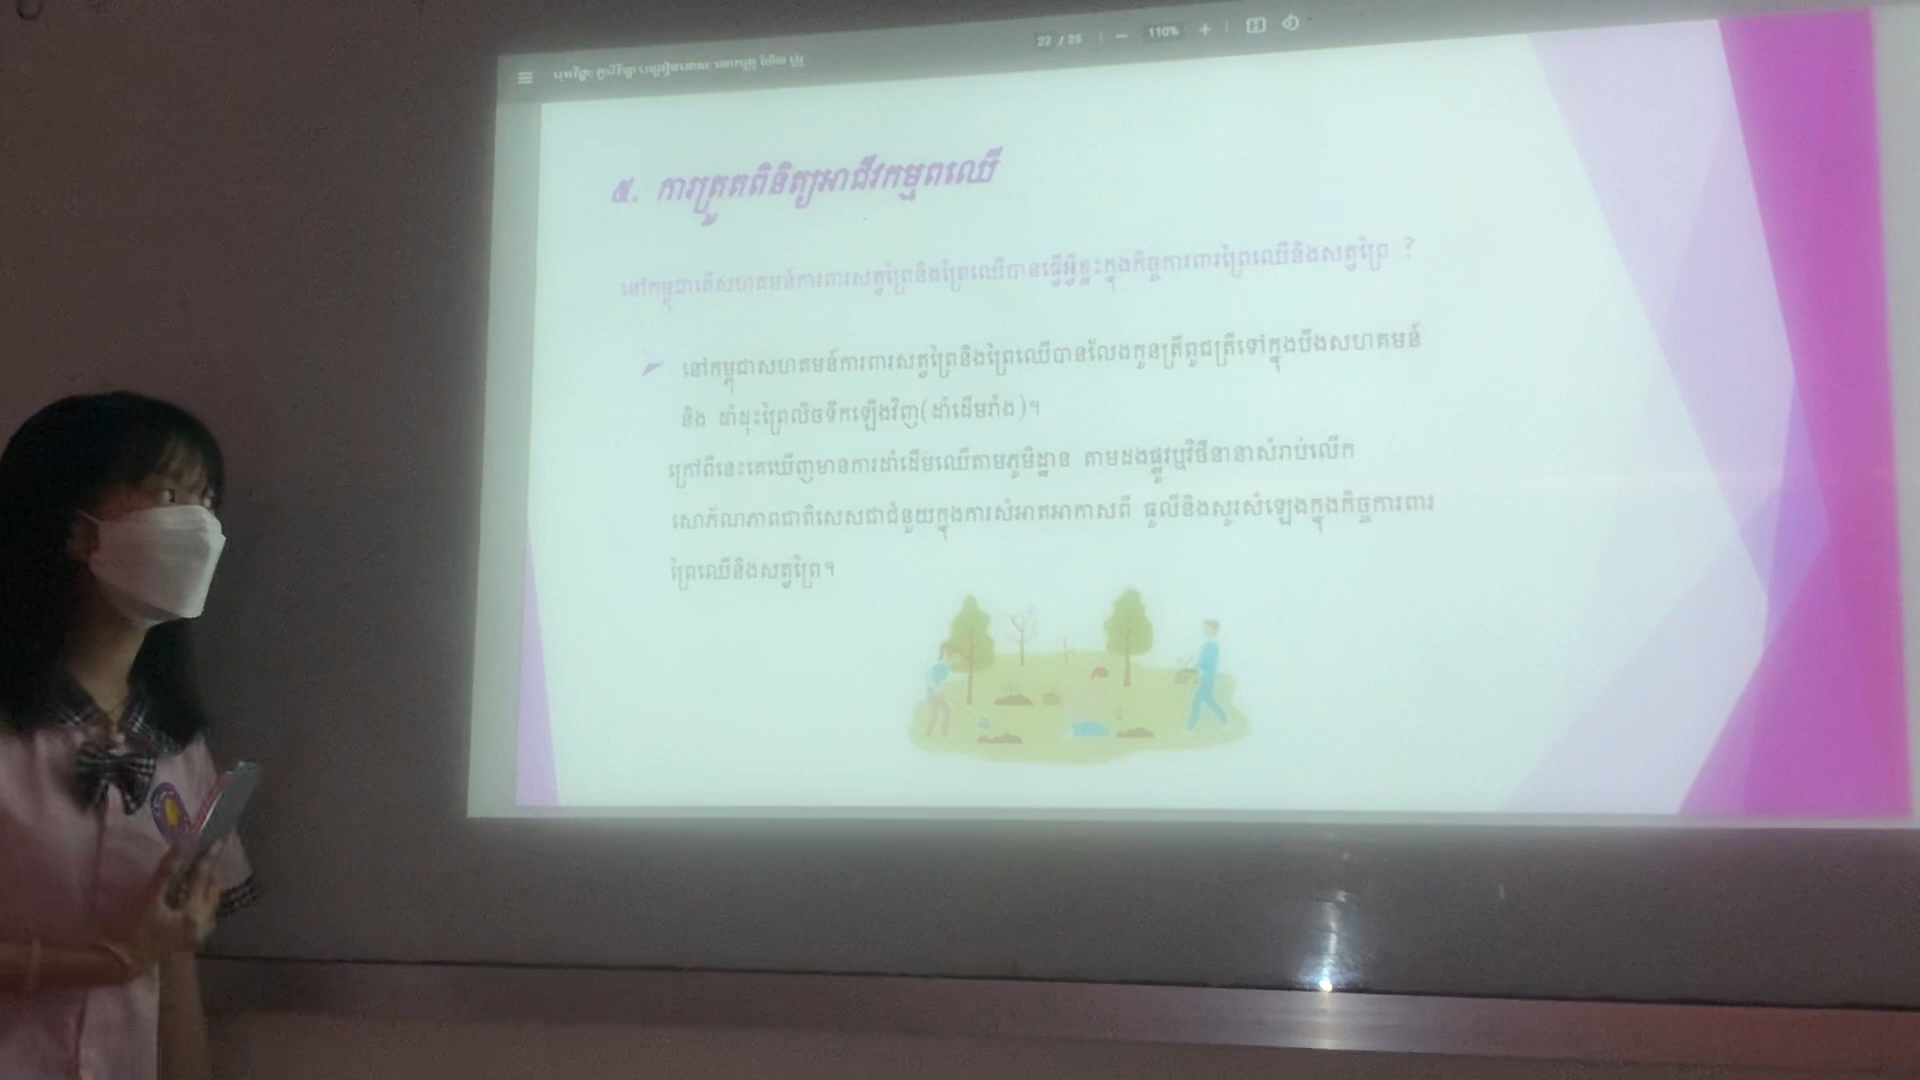 22 / 25
110%
៥. ការត្រួតពិនិត្យអាជីវកម្មពឈើ
នៅកម្ពុជាតើសហគមន៍ការពារសត្វព្រៃនិងព្រៃឈើបានធ្វើអ្វីខ្លះក្នុងកិច្ចការពារព្រៃឈើនិងសត្វព្រៃ ?
នៅកម្ពុជាសហគមន៍ការពារសត្វព្រៃនិងព្រៃឈើបានលែងកូនត្រីពូជត្រីទៅក្នុងបឹងសហគមន៍
និង ដាំដុះព្រៃលិចទឹកឡើងវិញ(ដាំដើមរាំង)។
ក្រៅពីនេះគេឃើញមានការដាំដើមឈើតាមភូមិដ្ឋាន តាមដងផ្លូវឬវិថីនានាសំរាប់លើក
សោភ័ណភាពជាពិសេសជាជំនួយក្នុងការសំអាតអាកាសពី ធូលីនិងសូរសំឡេងក្នុងកិច្ចការពារ
ព្រៃឈើនិងសត្វព្រៃ។